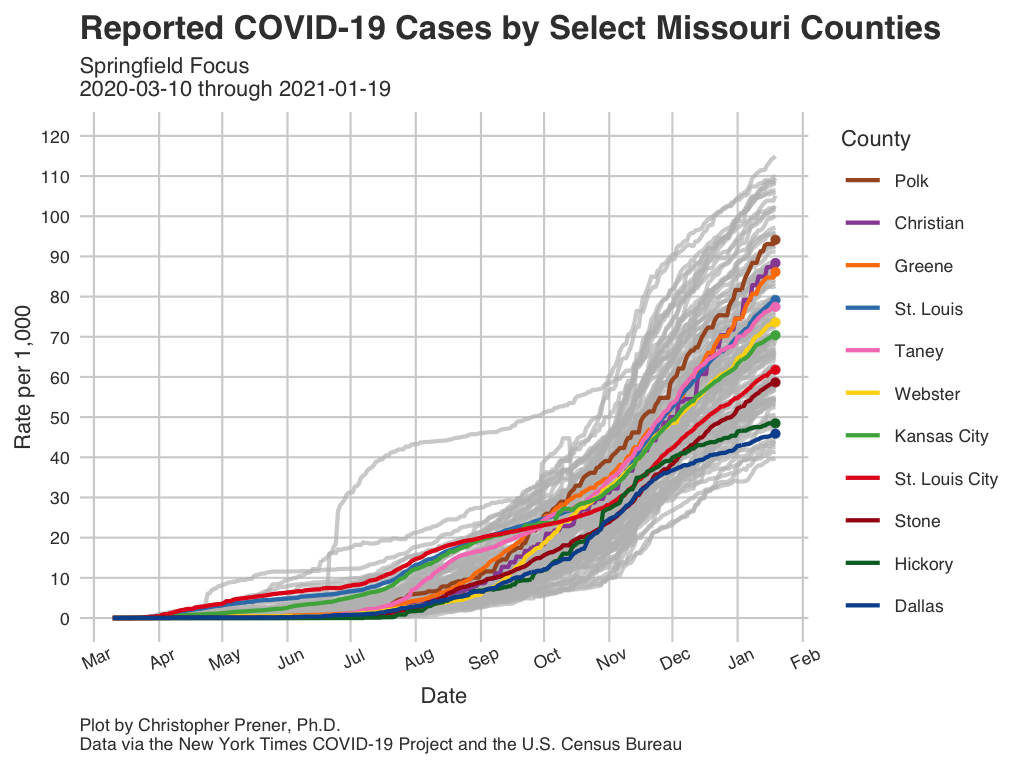 Reported COVID-19 Cases by Select Missouri Counties
Springfield Focus
2020-03-10 through 2021-01-19
Rate per 1,000
120
110
100
90
80
70
60
50
40
30
20
10
0
Mar Apr May Jun Jul Aug Sep Oct Nov Dec Jan Feb
Date
County
Polk
Christian
Greene
St. Louis
Taney
Webster
Kansas City
St. Louis City
Stone
Hickory
Dallas
Plot by Christopher Prener, Ph.D.
Data via the New York Times COVID-19 Project and the U.S. Census Bureau